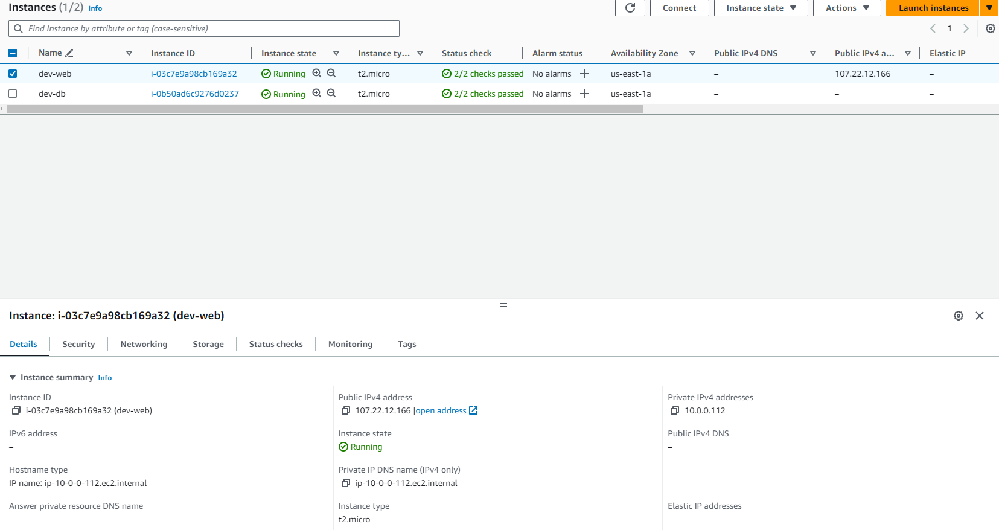 Instances (1/2) Info
Connect Instance state Actions Launch instances
Find Instance by attribute or tag (case-sensitive)
1
Name Instance ID Instance state Instance ty... Status check Alarm status Availability Zone Public IPv4 DNS Public IPv4 a... Elastic IP
dev-web i-03c7e9a98cb169a32 Running t2.micro 2/2 checks passed No alarms us-east-1a – 107.22.12.166 –
dev-db i-0b50ad6c9276d0237 Running t2.micro 2/2 checks passed No alarms us-east-1a – – –
Instance: i-03c7e9a98cb169a32 (dev-web)
Details Security Networking Storage Status checks Monitoring Tags
Instance summary Info
Instance ID Public IPv4 address Private IPv4 addresses
i-03c7e9a98cb169a32 (dev-web) 107.22.12.166 |open address 10.0.0.112
IPv6 address Instance state Public IPv4 DNS
– Running –
Hostname type Private IP DNS name (IPv4 only)
IP name: ip-10-0-0-112.ec2.internal ip-10-0-0-112.ec2.internal
Answer private resource DNS name Instance type Elastic IP addresses
– t2.micro –